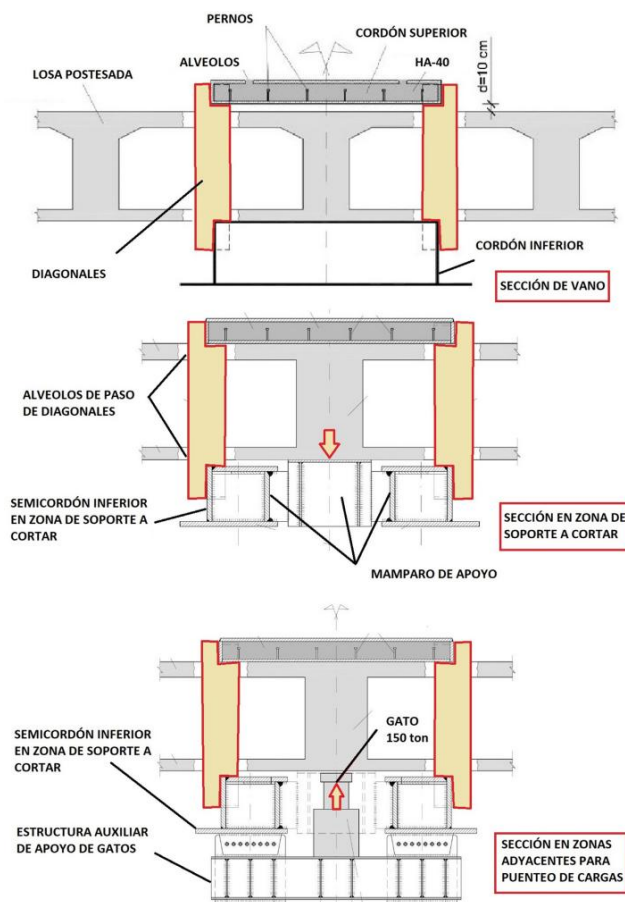 PERNOS
CORDÓN SUPERIOR
ALVEOLOS
HA-40
LOSA POSTESADA
d=10 cm
DIAGONALES
CORDÓN INFERIOR
SECCIÓN DE VANO
ALVEOLOS DE PASO
DE DIAGONALES
SEMICORDÓN INFERIOR
EN ZONA DE SOPORTE A
CORTAR
SECCIÓN EN ZONA DE
SOPORTE A CORTAR
MAMPARO DE APOYO
SEMICORDÓN INFERIOR
EN ZONA DE SOPORTE A
CORTAR
GATO
150 ton
ESTRUCTURA AUXILIAR
DE APOYO DE GATOS
SECCIÓN EN ZONAS
ADYACENTES PARA
PUENTEO DE CARGAS